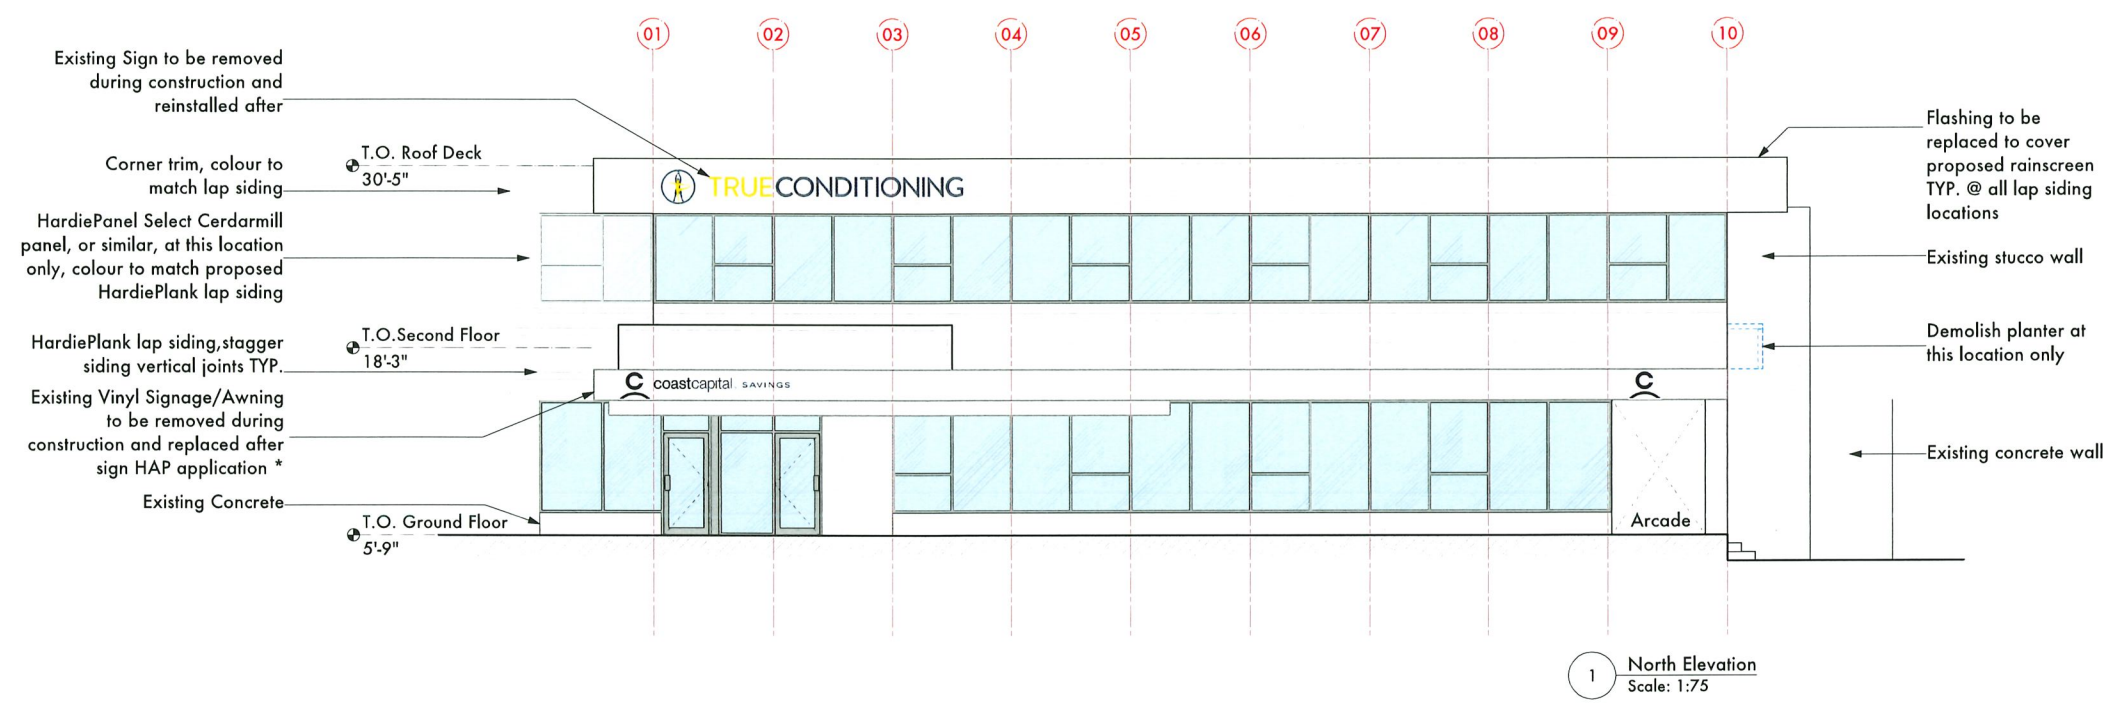 01
02
03
04
05
06
07
08
09
10
Existing Sign to be removed
during construction and
reinstalled after
T.O. Roof Deck
30'-5"
Corner trim, colour to
match lap siding
HardiePanel Select Cerdarmill
panel, or similar, at this location
only, colour to match proposed
HardiePlank lap siding
T.O.Second Floor
18'-3"
HardiePlank lap siding,stagger
siding vertical joints TYP.
Existing Vinyl Signage/Awning
to be removed during
construction and replaced after
sign HAP application *
Existing Concrete
T.O. Ground Floor
5'-9"
TRUECONDITIONING
C coastcapital SAVINGS
C
Arcade
Flashing to be
replaced to cover
proposed rainscreen
TYP. @ all lap siding
locations
Existing stucco wall
Demolish planter at
this location only
Existing concrete wall
1
North Elevation
Scale: 1:75